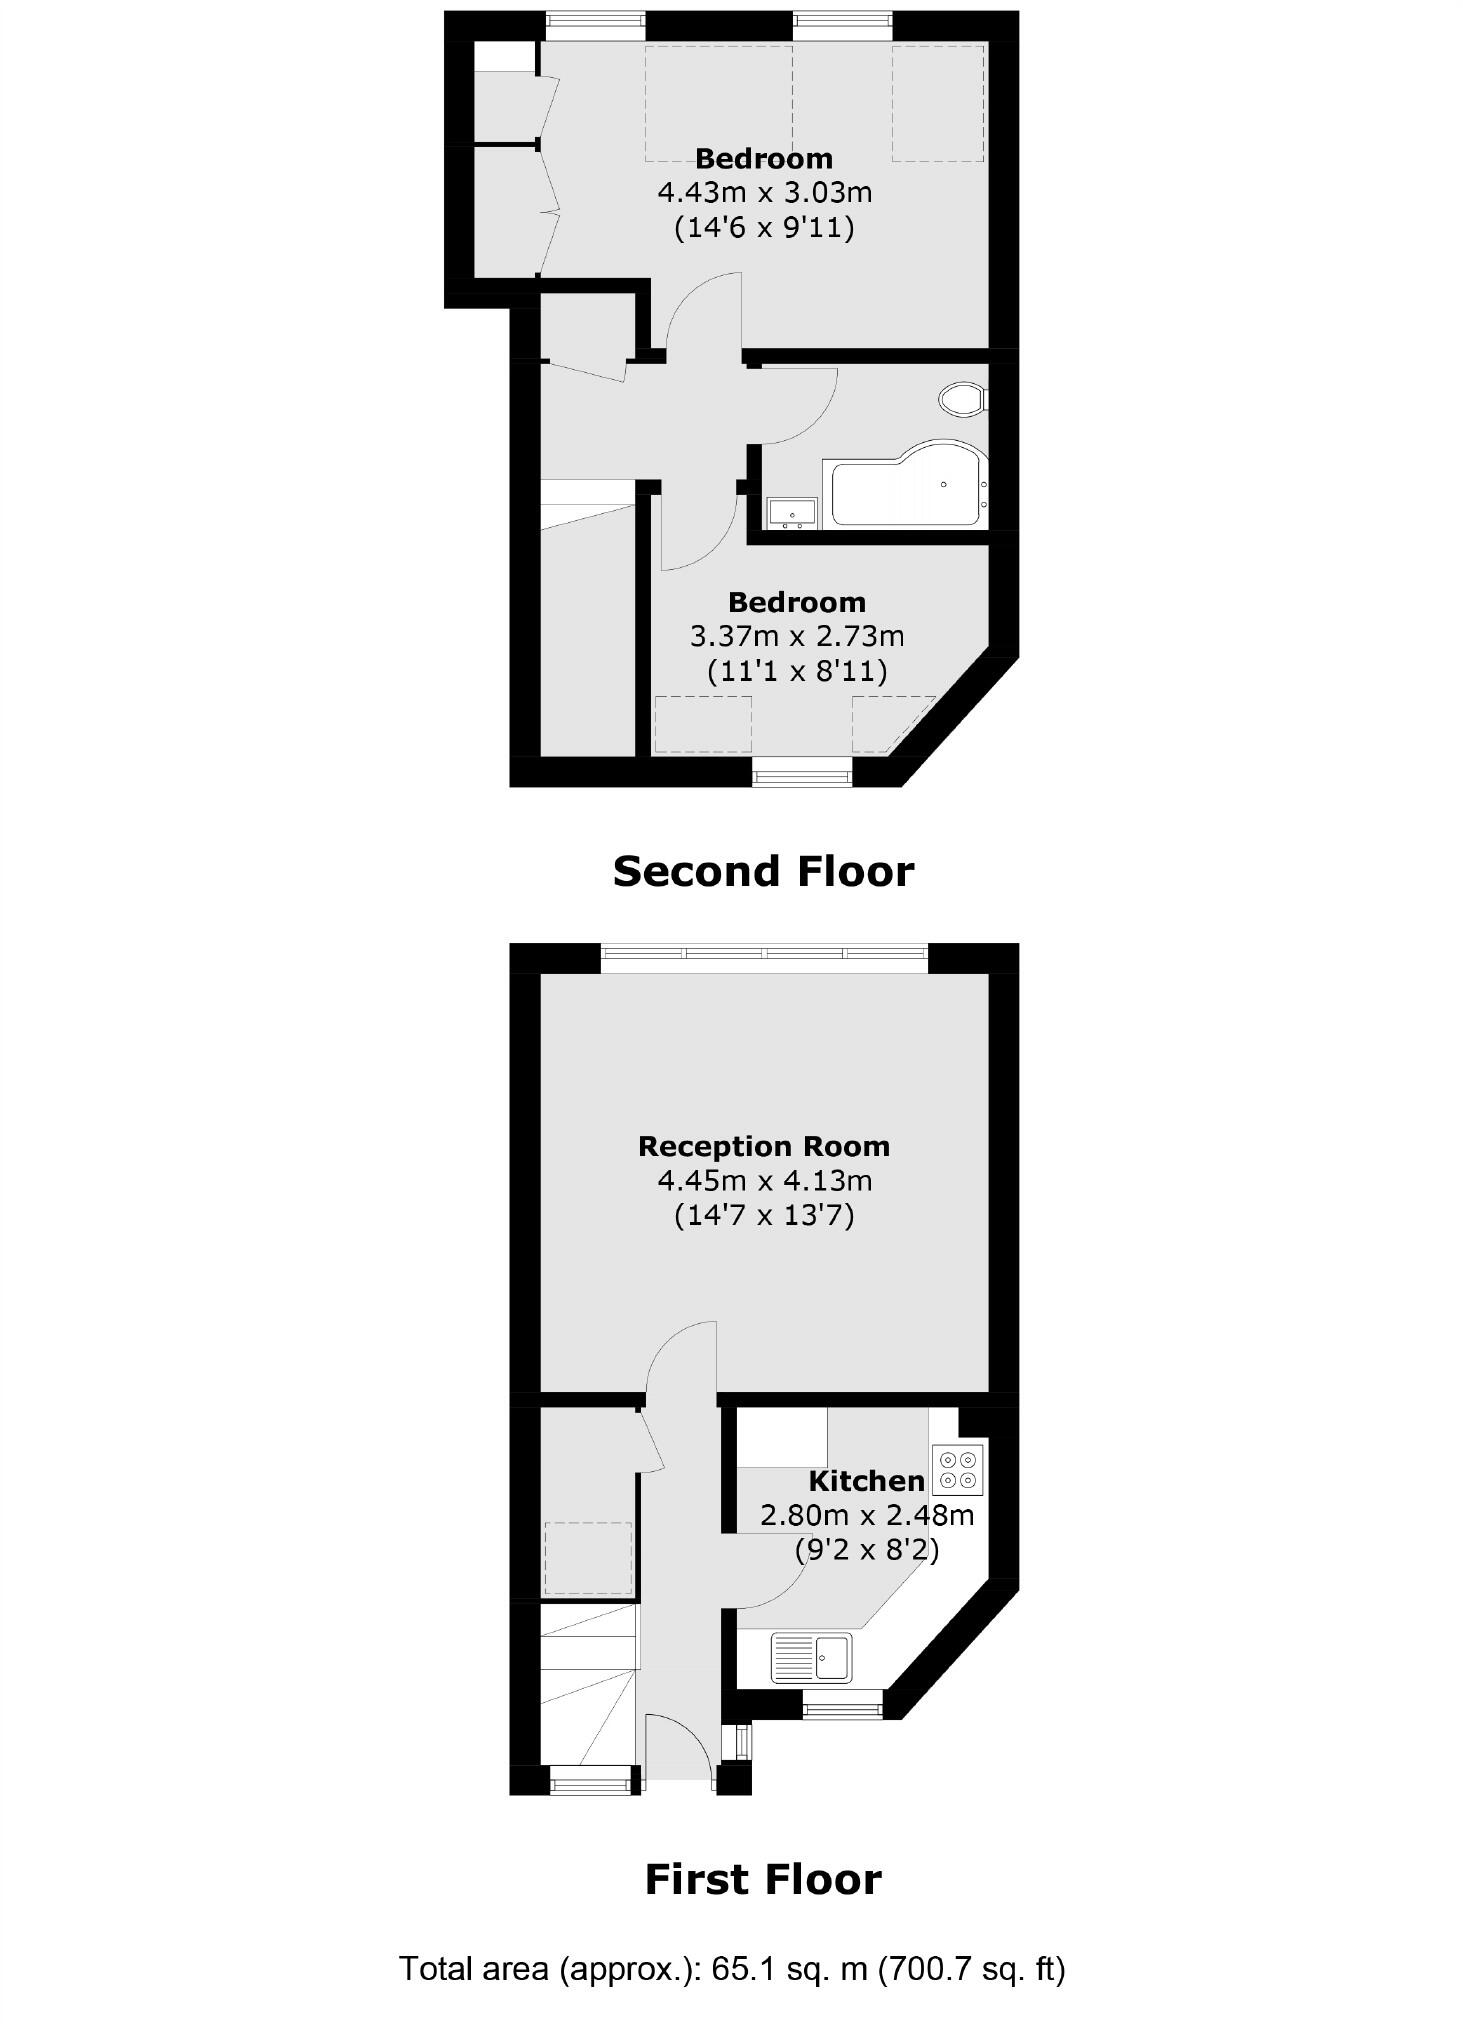 Bedroom
4.43m x 3.03m
(14'6 x 9'11)
Bedroom
3.37m x 2.73m
(11'1 x 8'11)
Second Floor
Reception Room
4.45m x 4.13m
(14'7 x 13'7)
Kitchen
2.80m x 2.48m
(9'2 x 8'2)
First Floor
Total area (approx.): 65.1 sq. m (700.7 sq. ft)